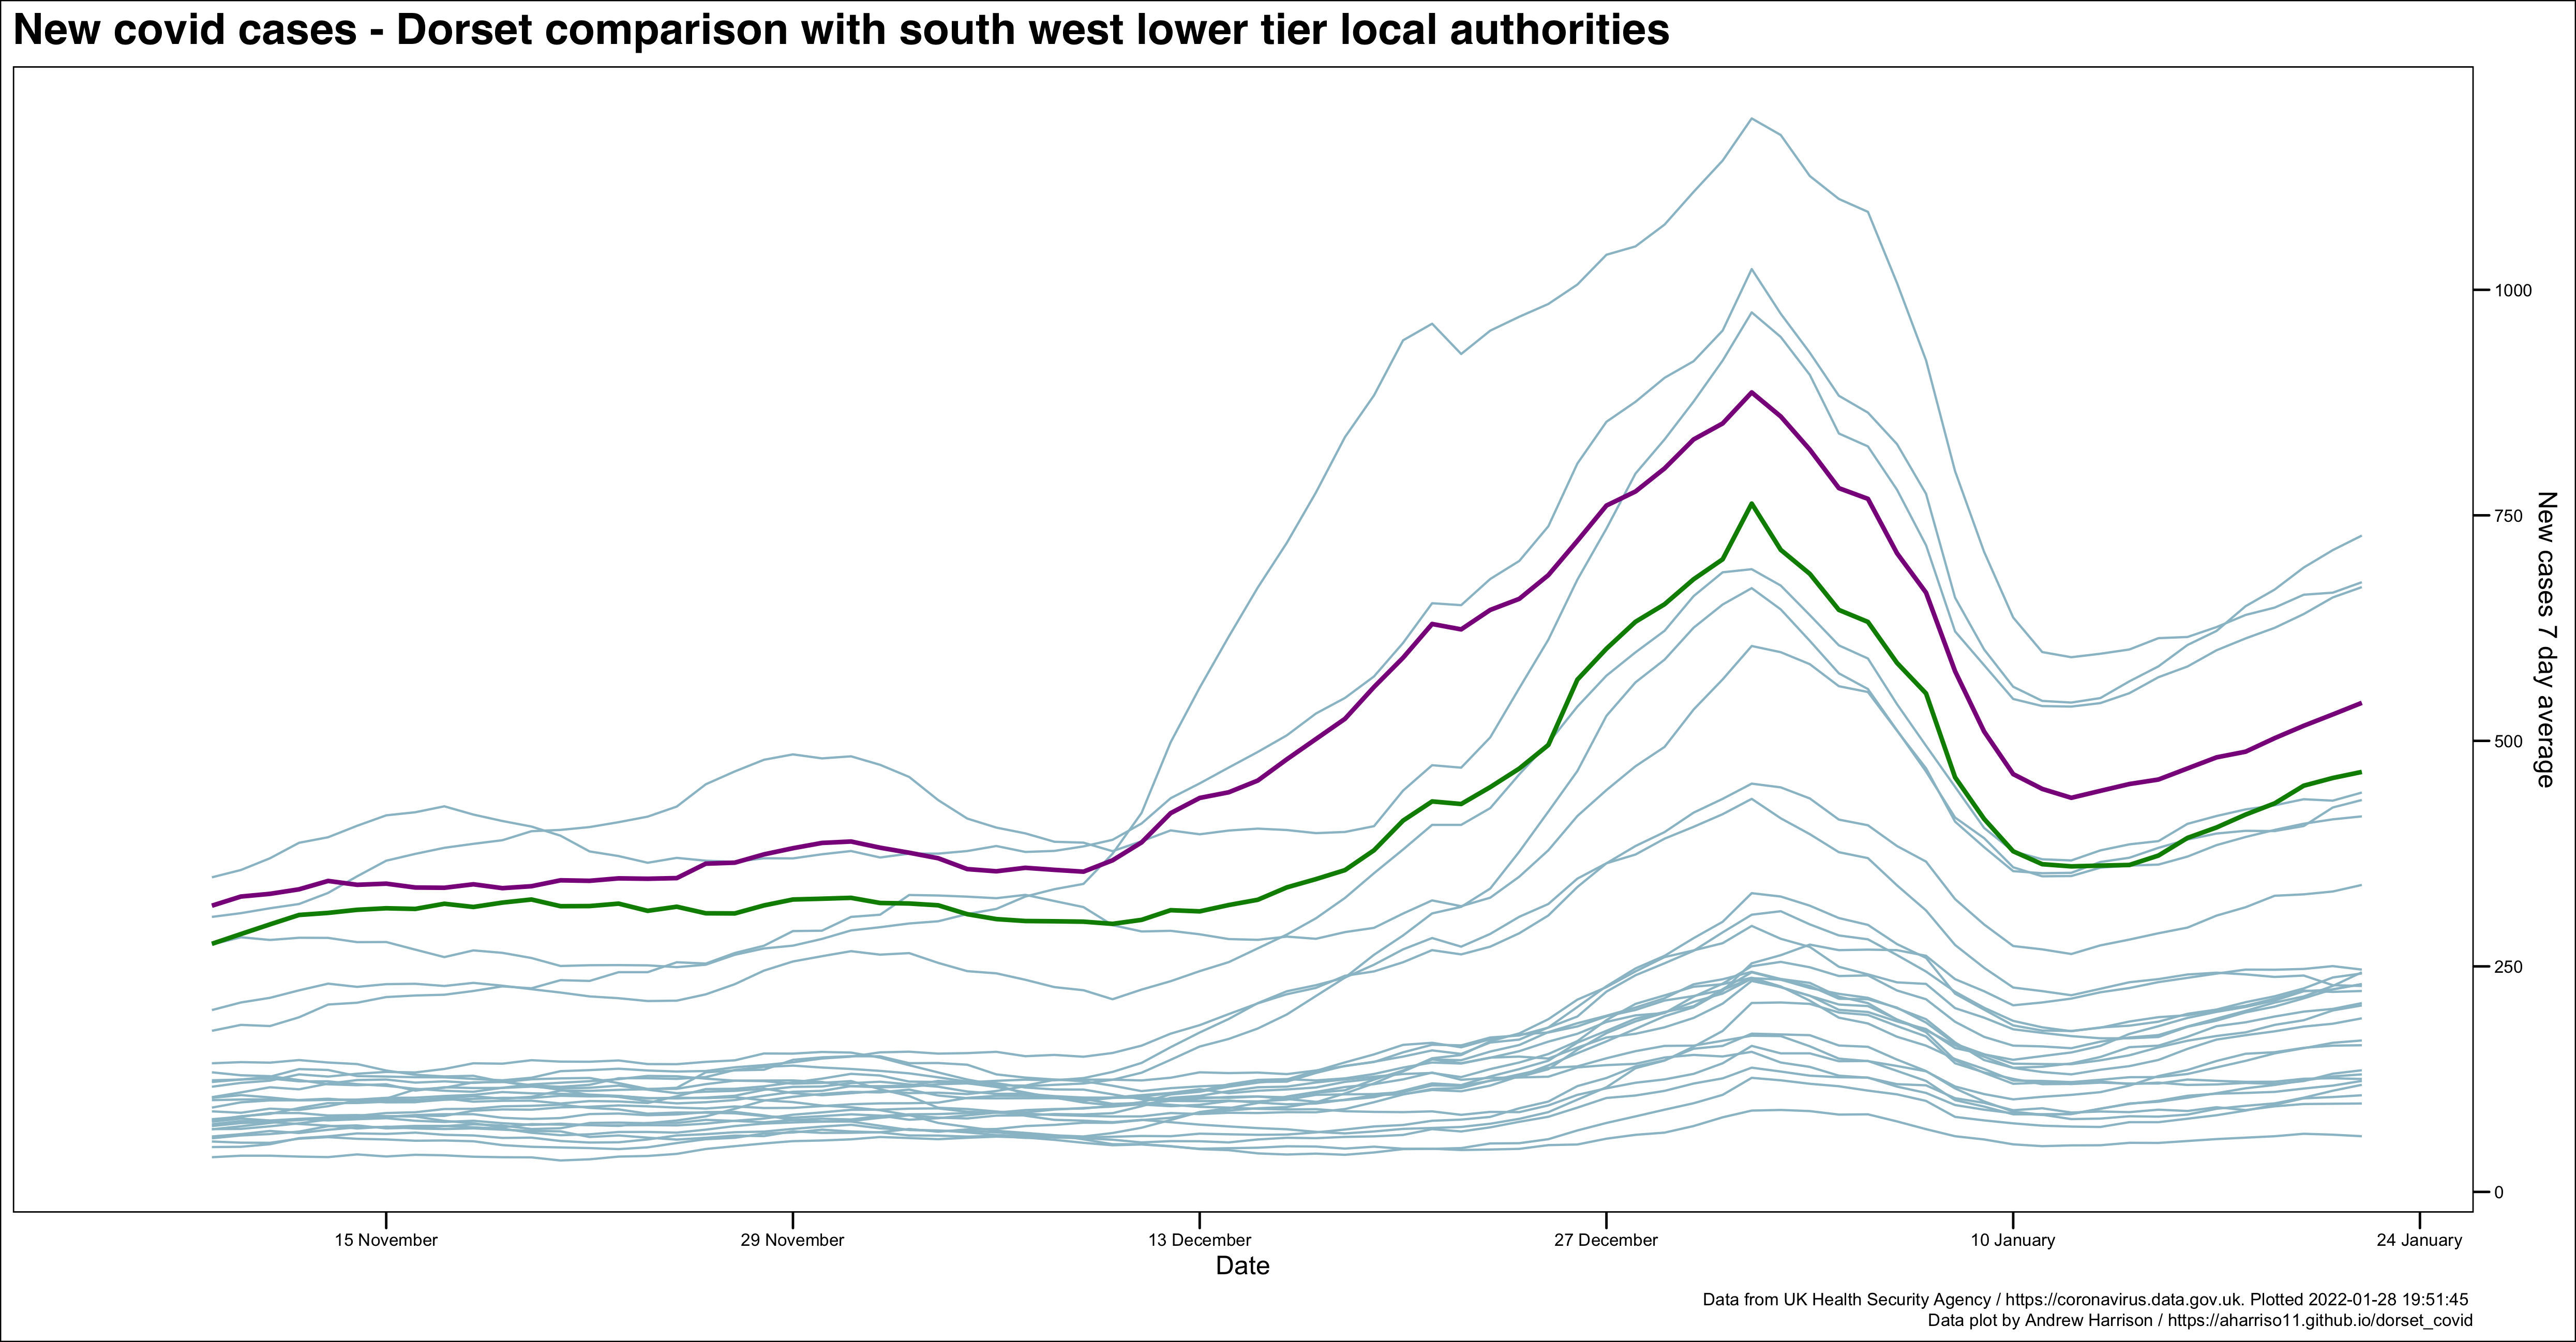 New covid cases - Dorset comparison with south west lower tier local authorities
1000
750
500
250
0
New cases 7 day average
15 November
29 November
13 December
27 December
10 January
24 January
Date
Data from UK Health Security Agency / https://coronavirus.data.gov.uk. Plotted 2022-01-28 19:51:45
Data plot by Andrew Harrison / https://aharriso11.github.io/dorset_covid